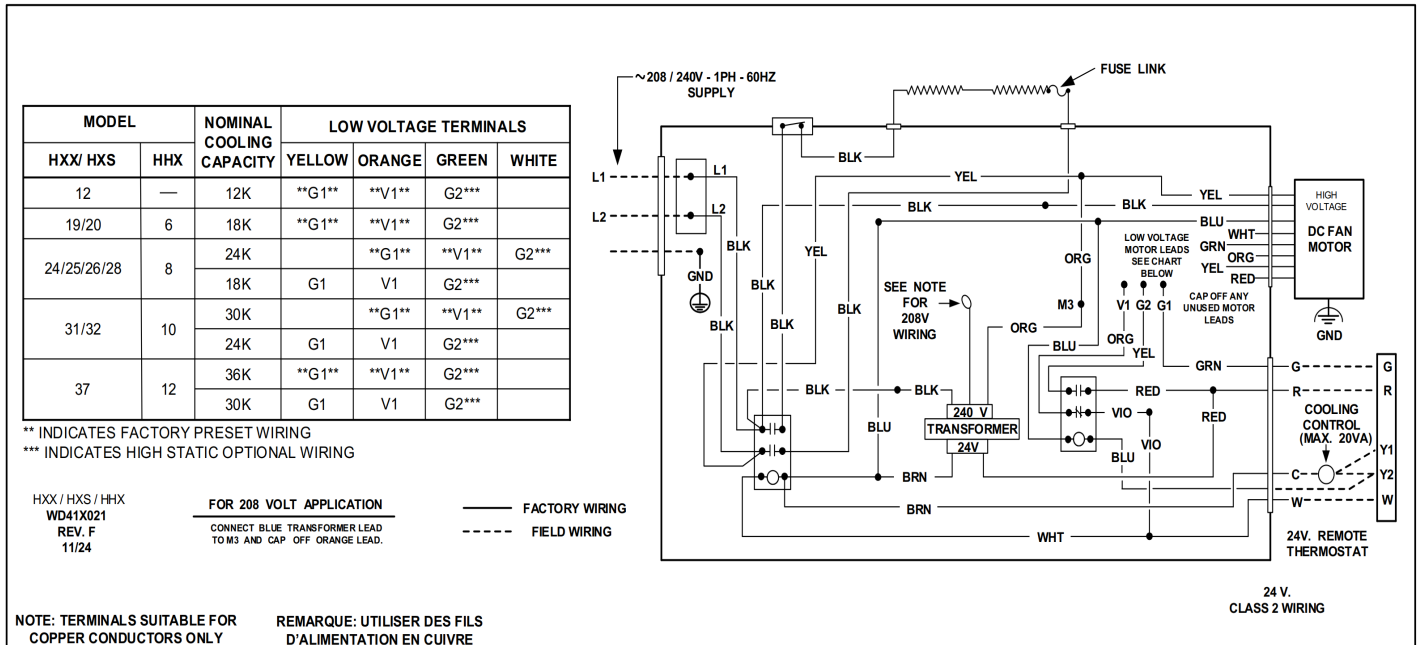 MODEL
NOMINAL COOLING CAPACITY
LOW VOLTAGE TERMINALS
HXX/ HXS HHX YELLOW ORANGE GREEN WHITE
12 — 12K **G1** **V1** G2***
19/20 6 18K **G1** **V1** G2***
24/25/26/28 8 24K **G1** **V1** G2***
18K G1 V1 G2***
31/32 10 30K **G1** **V1** G2***
24K G1 V1 G2***
37 12 36K **G1** **V1** G2***
30K G1 V1 G2***
** INDICATES FACTORY PRESET WIRING
*** INDICATES HIGH STATIC OPTIONAL WIRING
HXX / HXS / HHX
WD41X021
REV. F
11/24
FOR 208 VOLT APPLICATION
CONNECT BLUE TRANSFORMER LEAD
TO M3 AND CAP OFF ORANGE LEAD.
FACTORY WIRING
FIELD WIRING
NOTE: TERMINALS SUITABLE FOR
COPPER CONDUCTORS ONLY
REMARQUE: UTILISER DES FILS
D'ALIMENTATION EN CUIVRE
~208 / 240V - 1PH - 60HZ
SUPPLY
FUSE LINK
L1
L1
L2
L2
GND
BLK
BLK
YEL
BLK
BLK
YEL
BLK
BLK
BLK
BLK
YEL
BLU
WHT
GRN
ORG
YEL
RED
HIGH
VOLTAGE
DC FAN
MOTOR
GND
LOW VOLTAGE
MOTOR LEADS
SEE CHART
BELOW
CAP OFF ANY
UNUSED MOTOR
LEADS
V1 G2 G1
ORG
M3
SEE NOTE
FOR
208V
WIRING
ORG
BLU
ORG
YEL
GRN
G
G
R
R
BLK
BLK
BLK
BLU
240 V
TRANSFORMER
24V
RED
RED
VIO
VIO
BLU
COOLING
CONTROL
(MAX. 20VA)
Y1
C
Y2
W
W
BRN
BRN
WHT
24V. REMOTE
THERMOSTAT
24 V.
CLASS 2 WIRING